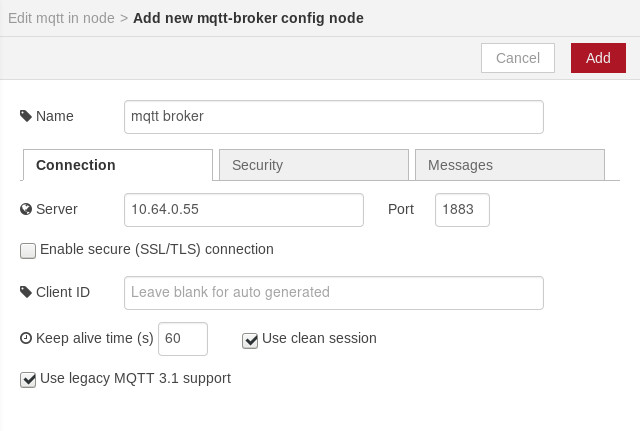 Edit mqtt in node > Add new mqtt-broker config node
Cancel Add
Name mqtt broker
Connection Security Messages
Server 10.64.0.55 Port 1883
Enable secure (SSL/TLS) connection
Client ID Leave blank for auto generated
Keep alive time (s) 60 Use clean session
Use legacy MQTT 3.1 support